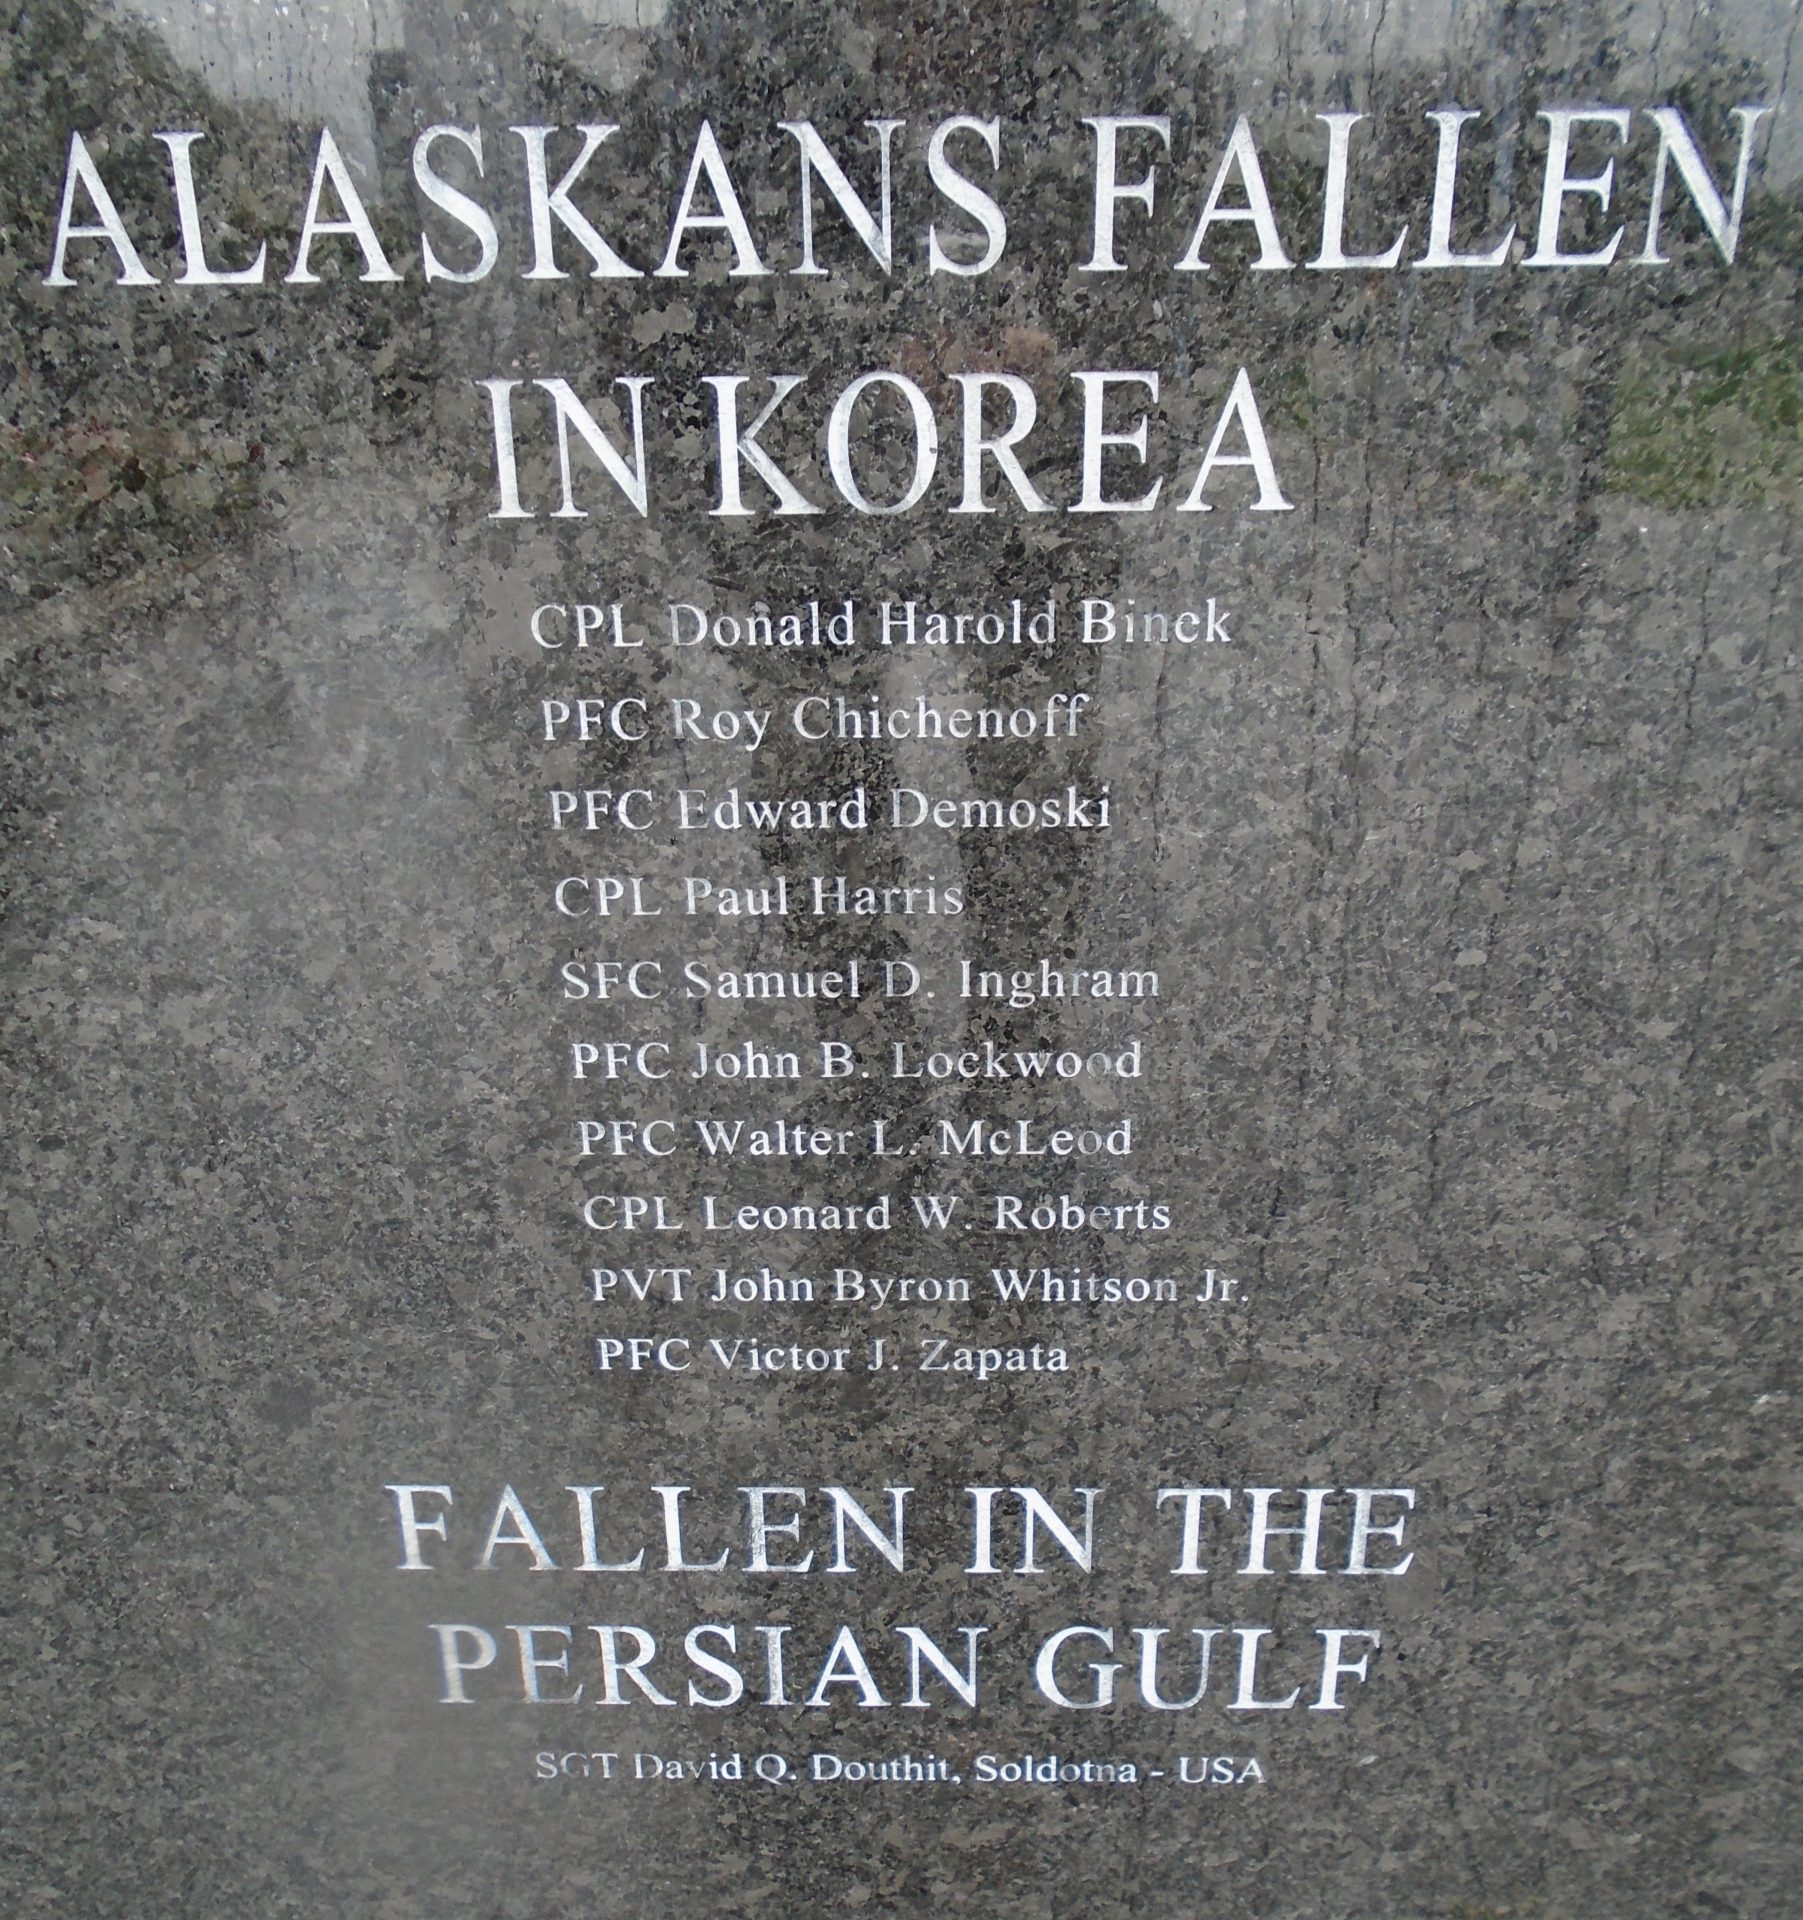 ALASKANS FALLEN
IN KOREA
CPL Donald Harold Binek
PFC Roy Chichenoff
PFC Edward Demoski
CPL Paul Harris
SFC Samuel D. Inghram
PFC John B. Lockwood
PFC Walter L. McLeod
CPL Leonard W. Roberts
PVT John Byron Whitson Jr.
PFC Victor J. Zapata
FALLEN IN THE
PERSIAN GULF
SGT David Q. Douthit, Soldotna - USA